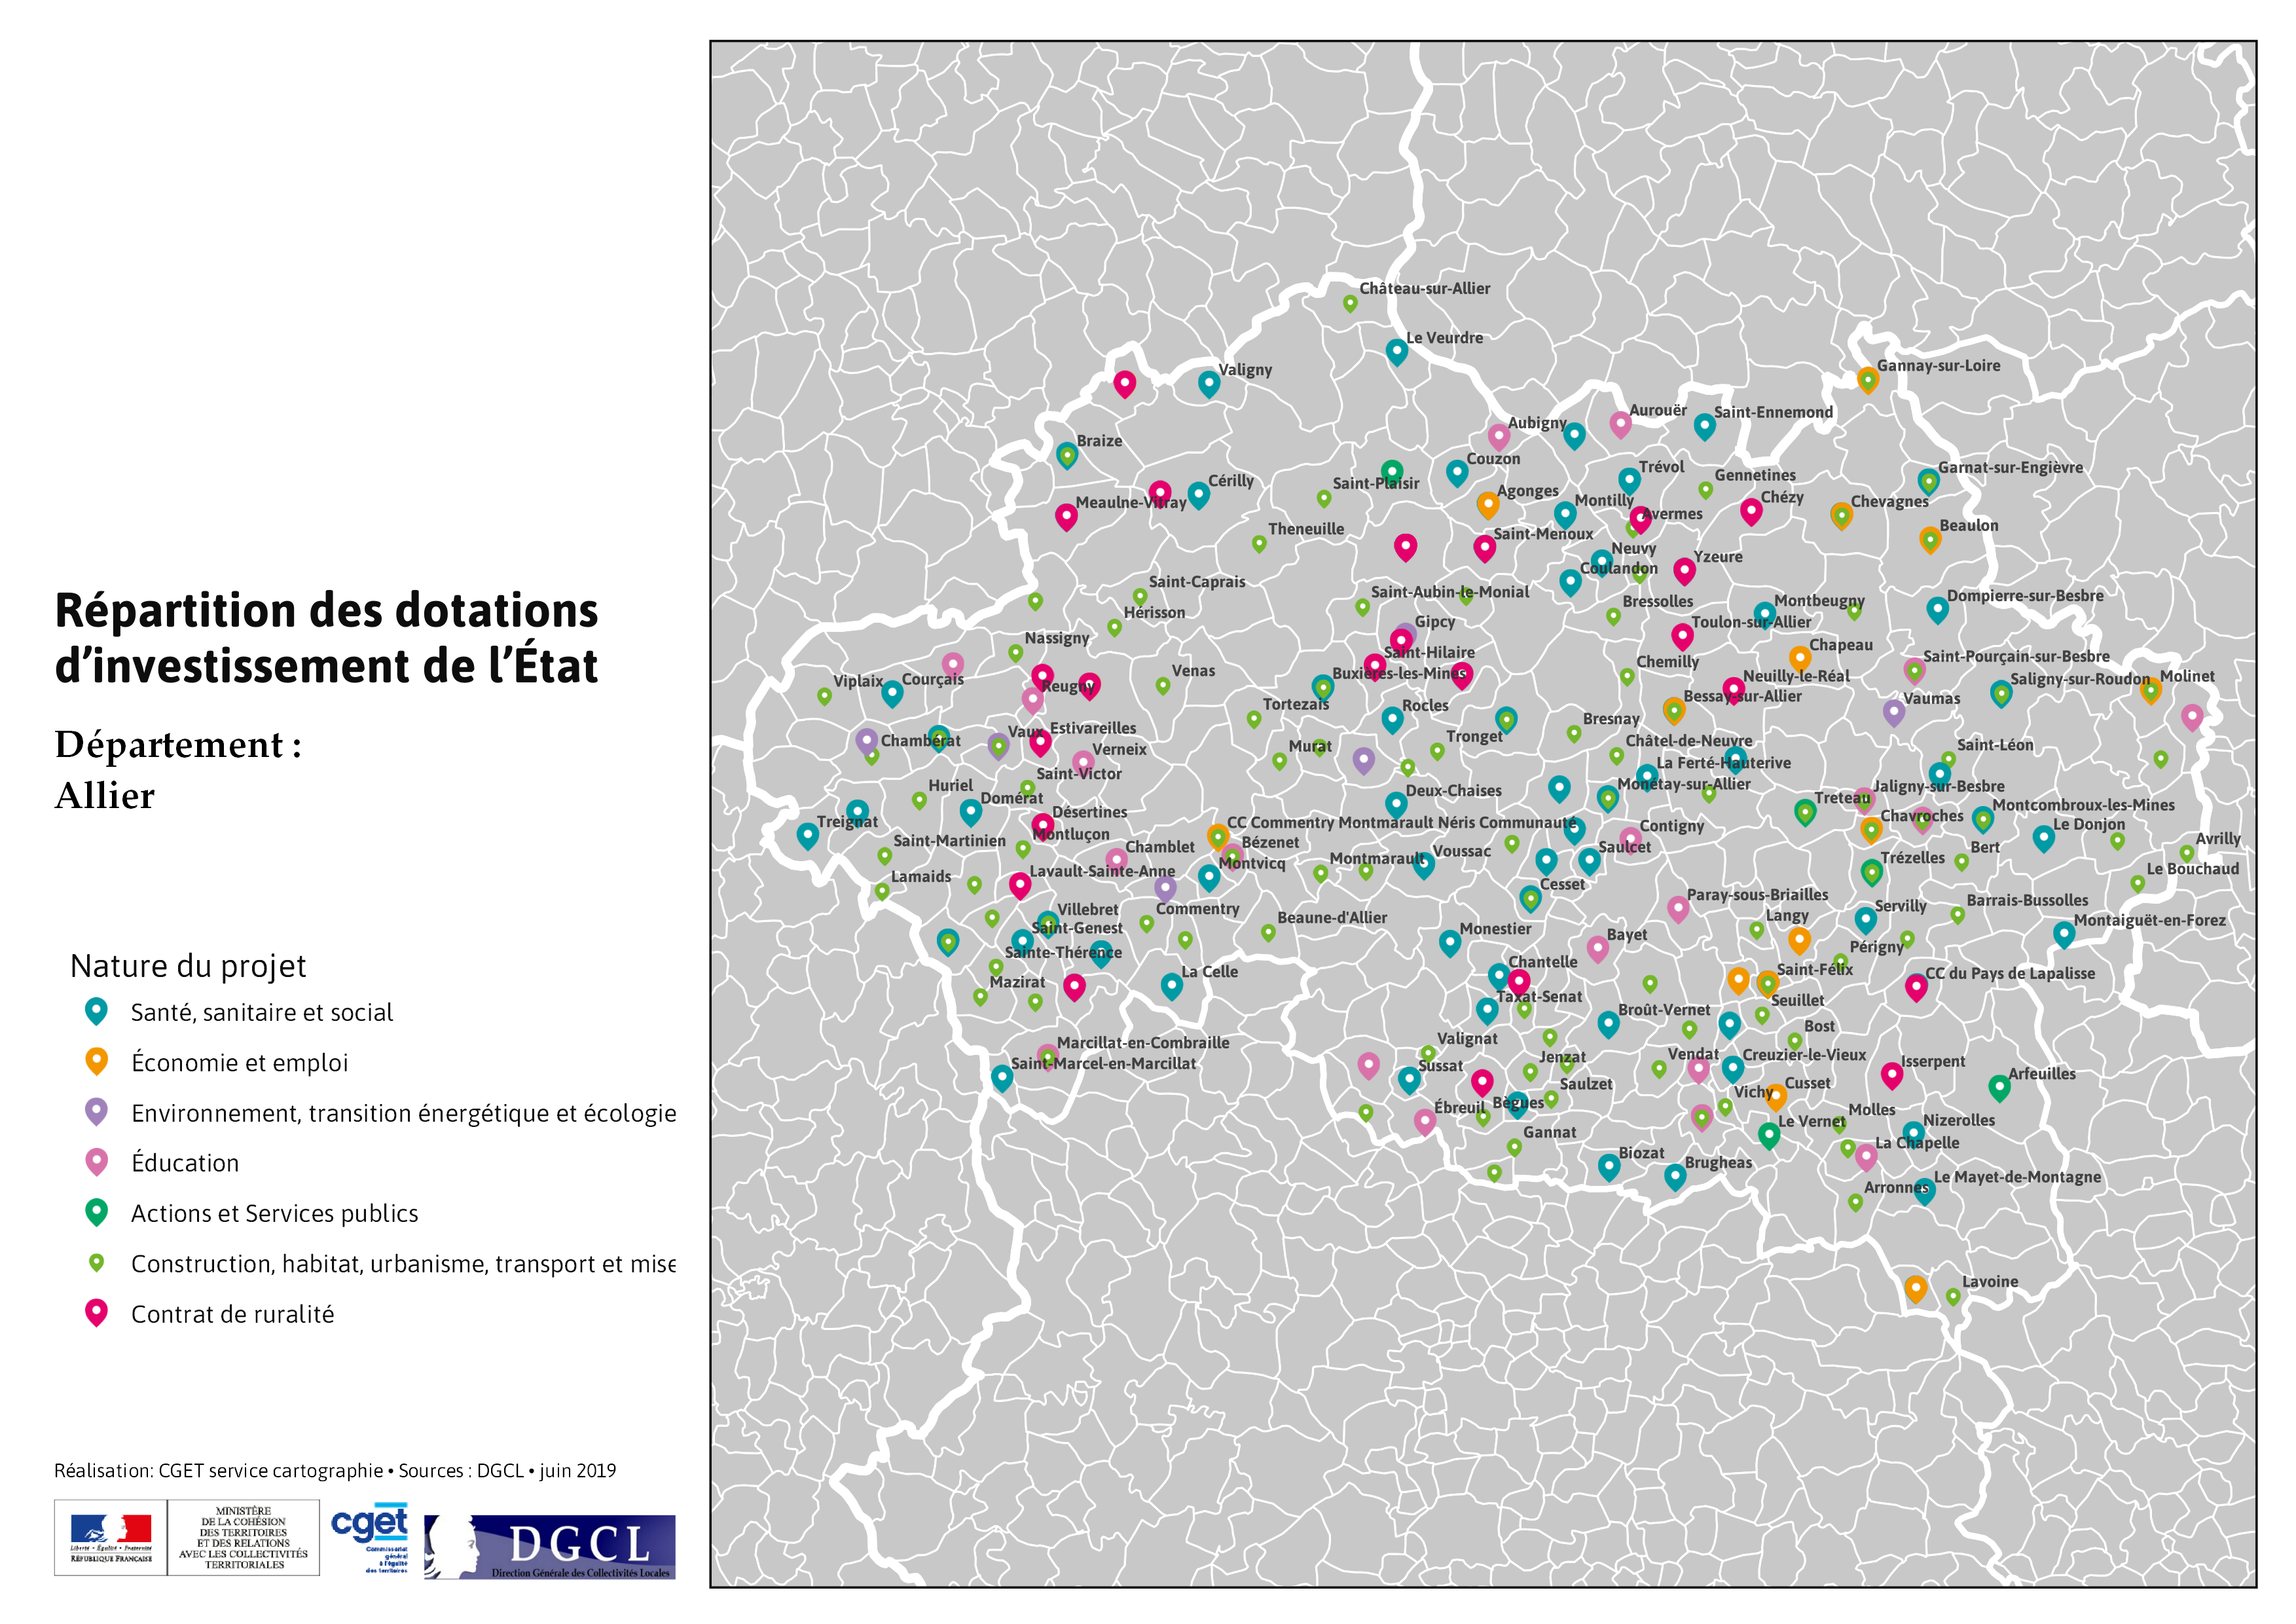 Répartition des dotations
d’investissement de l’État
Département :
Allier
Nature du projet
Santé, sanitaire et social
Économie et emploi
Environnement, transition énergétique et écologie
Éducation
Actions et Services publics
Construction, habitat, urbanisme, transport et mise
Contrat de ruralité
Réalisation: CGET service cartographie • Sources : DGCL • juin 2019
Liberté • Égalité • Fraternité
RÉPUBLIQUE FRANÇAISE
MINISTÈRE
DE LA COHÉSION
DES TERRITOIRES
ET DES RELATIONS
AVEC LES COLLECTIVITÉS
TERRITORIALES
cget
Commissariat
général
à l'égalité
des territoires
DGCL
Direction Générale des Collectivités Locales
Château-sur-Allier
Le Veurdre
Valigny
Gannay-sur-Loire
Aurouër
Saint-Ennemond
Aubigny
Braize
Couzon
Trévol
Garnat-sur-Engièvre
Gennetines
Cérilly
Saint-Plaisir
Agonges
Chézy
Meaulne-Vitray
Montilly
Chevagnes
Avermes
Beaulon
Theneuille
Saint-Menoux
Neuvy
Yzeure
Coulandon
Saint-Caprais
Saint-Aubin-le-Monial
Dompierre-sur-Besbre
Bressolles
Montbeugny
Hérisson
Gipcy
Toulon-sur-Allier
Nassigny
Chapeau
Saint-Hilaire
Saint-Pourçain-sur-Besbre
Chemilly
Venas
Buxières-les-Mines
Neuilly-le-Réal
Molinet
Saligny-sur-Roudon
Viplaix
Courçais
Reugny
Bessay-sur-Allier
Vaumas
Tortezais
Rocles
Bresnay
Estivareilles
Vaux
Tronget
Chambérat
Châtel-de-Neuvre
Saint-Léon
Verneix
Murat
La Ferté-Hauterive
Saint-Victor
Huriel
Monétay-sur-Allier
Jaligny-sur-Besbre
Deux-Chaises
Domérat
Treteau
Montcombroux-les-Mines
Désertines
Chavroches
Treignat
CC Commentry Montmarault Néris Communauté
Contigny
Le Donjon
Montluçon
Saint-Martinien
Bézenet
Avrilly
Chamblet
Saulcet
Bert
Voussac
Montmarault
Trézelles
Montvicq
Le Bouchaud
Lavault-Sainte-Anne
Lamaids
Cesset
Paray-sous-Briailles
Barrais-Bussolles
Servilly
Villebret
Commentry
Langy
Beaune-d'Allier
Montaiguët-en-Forez
Saint-Genest
Monestier
Bayet
Périgny
Sainte-Thérence
Chantelle
Saint-Félix
La Celle
CC du Pays de Lapalisse
Mazirat
Taxat-Senat
Seuillet
Broût-Vernet
Bost
Valignat
Marcillat-en-Combraille
Vendat
Creuzier-le-Vieux
Jenzat
Saint-Marcel-en-Marcillat
Sussat
Isserpent
Arfeuilles
Saulzet
Cusset
Vichy
Bègues
Ébreuil
Molles
Le Vernet
Nizerolles
Gannat
La Chapelle
Biozat
Brugheas
Le Mayet-de-Montagne
Arronnes
Lavoine